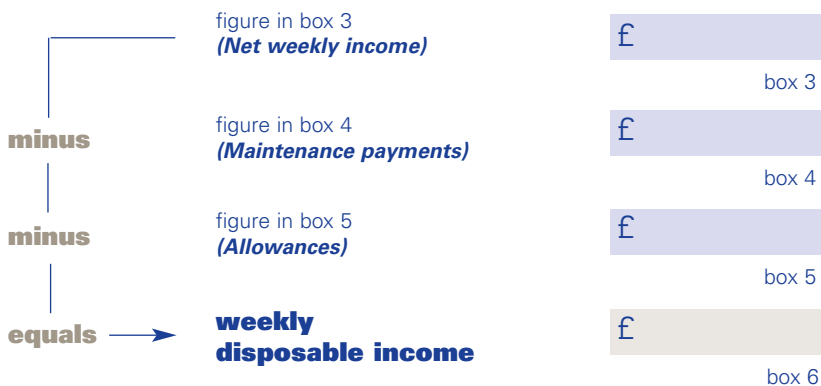 figure in box 3
(Net weekly income)
£
box 3
minus
figure in box 4
(Maintenance payments)
£
box 4
minus
figure in box 5
(Allowances)
£
box 5
equals
weekly
disposable income
£
box 6